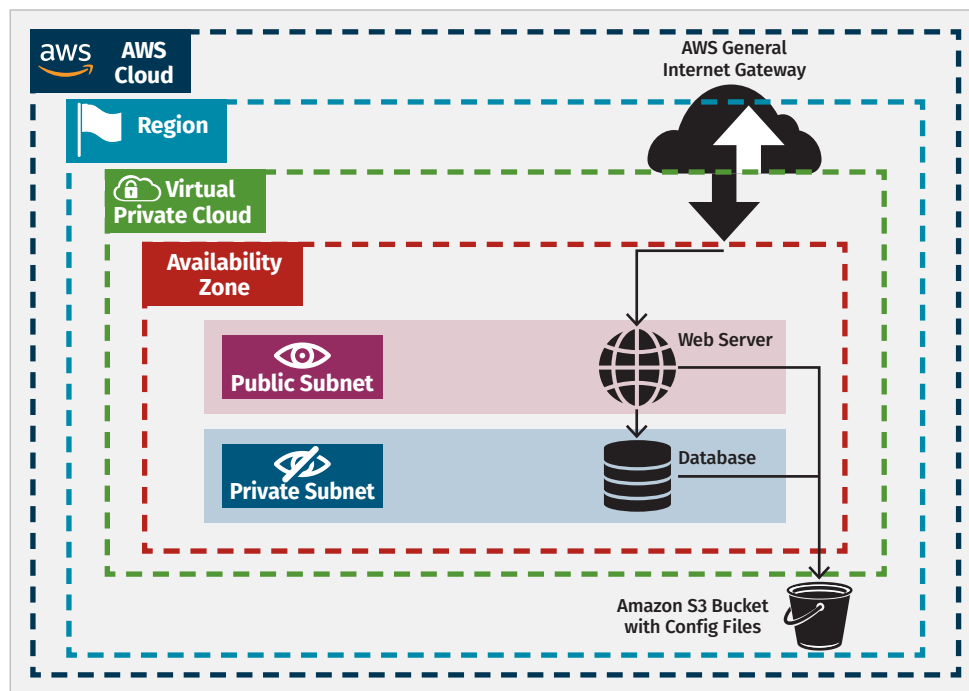 aws
AWS
Cloud
AWS General
Internet Gateway
Region
Virtual
Private Cloud
Availability
Zone
Public Subnet
Web Server
Private Subnet
Database
Amazon S3 Bucket
with Config Files